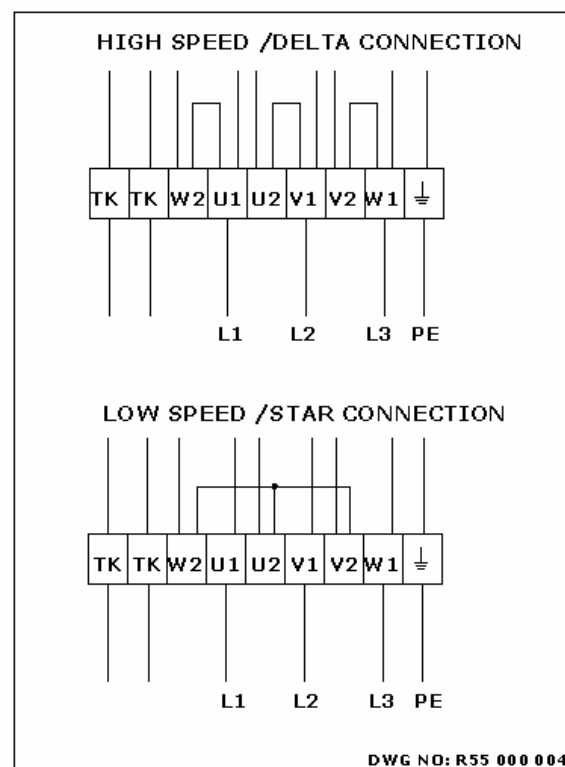 HIGH SPEED /DELTA CONNECTION
TK TK W2 U1 U2 V1 V2 W1
L1 L2 L3 PE
LOW SPEED /STAR CONNECTION
TK TK W2 U1 U2 V1 V2 W1
L1 L2 L3 PE
DWG NO: R55 000 004